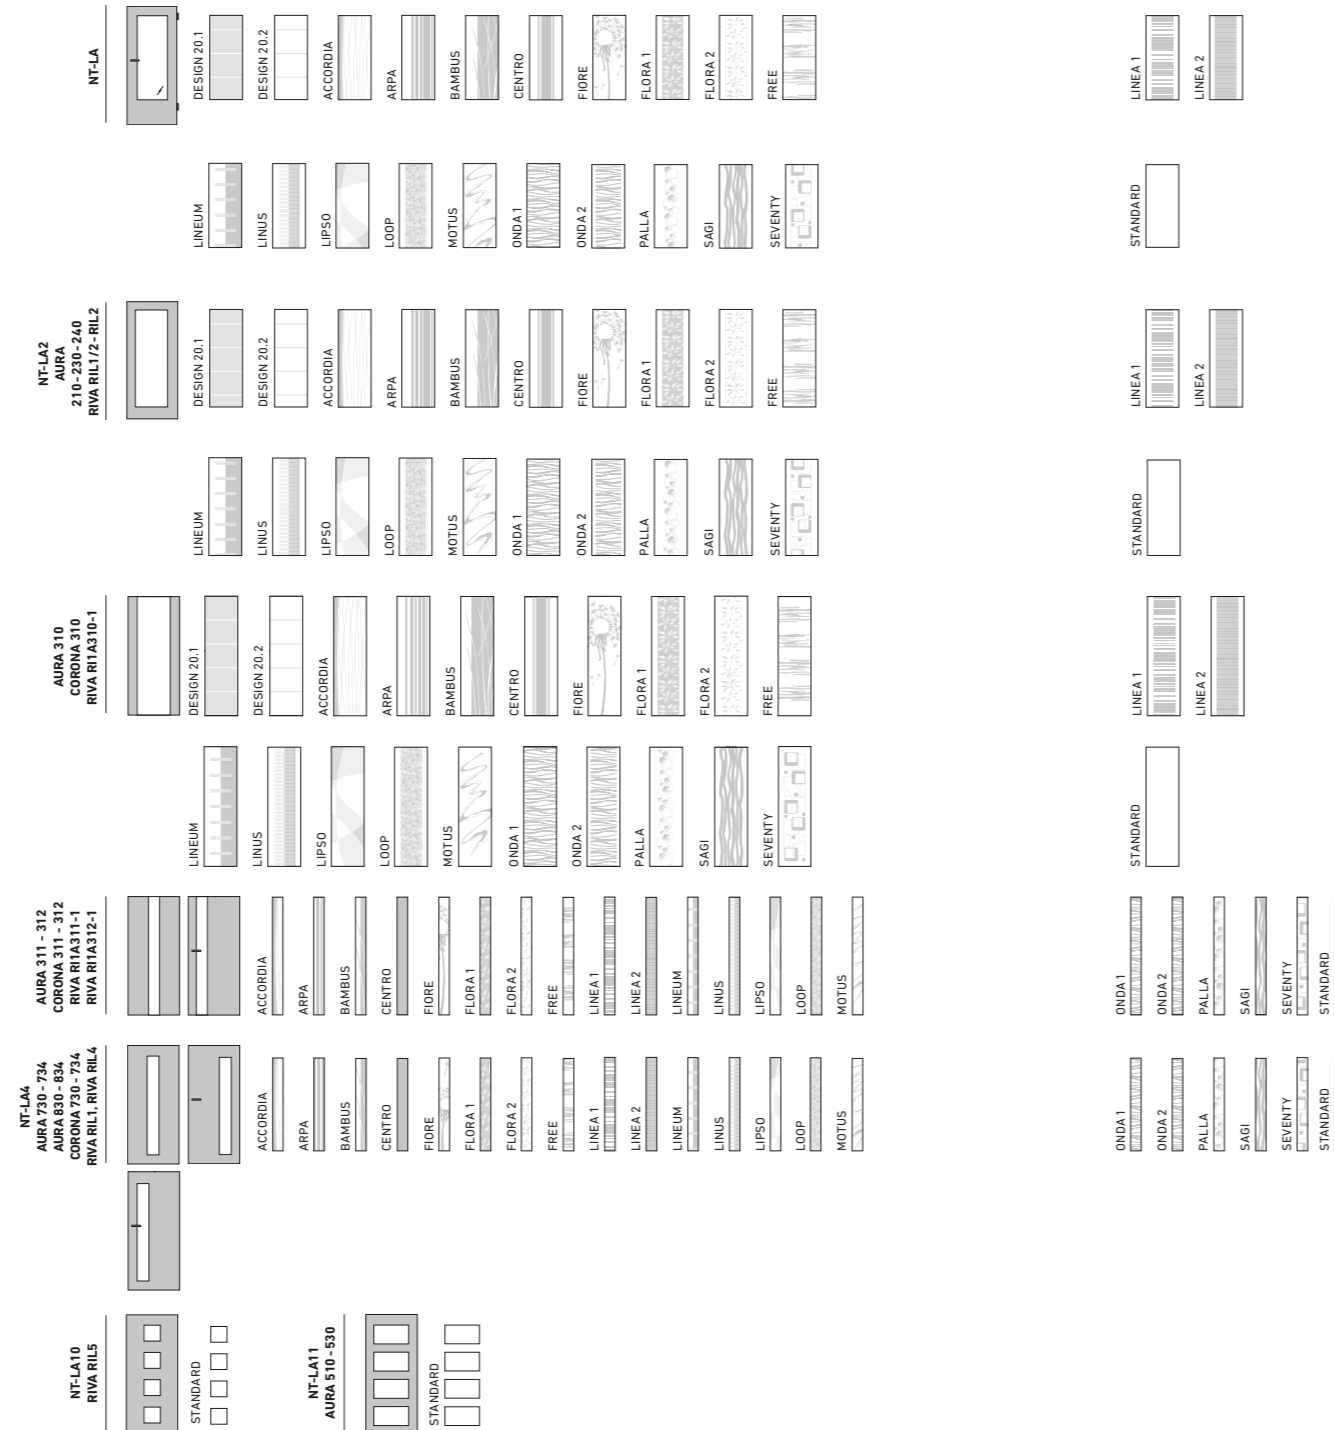 NT-LA
DESIGN 20.1
DESIGN 20.2
ACCORDIA
ARPA
BAMBUS
CENTRO
FIORE
FLORA 1
FLORA 2
FREE
LINEA 1
LINEA 2
LINEUM
LINUS
LIPSO
LOOP
MOTUS
ONDA 1
ONDA 2
PALLA
SAGI
SEVENTY
STANDARD
NT-LA2
AURA
210-230-240
RIVA RIL1/2-RIL2
DESIGN 20.1
DESIGN 20.2
ACCORDIA
ARPA
BAMBUS
CENTRO
FIORE
FLORA 1
FLORA 2
FREE
LINEA 1
LINEA 2
LINEUM
LINUS
LIPSO
LOOP
MOTUS
ONDA 1
ONDA 2
PALLA
SAGI
SEVENTY
STANDARD
AURA 310
CORONA 310
RIVA RI1A310-1
DESIGN 20.1
DESIGN 20.2
ACCORDIA
ARPA
BAMBUS
CENTRO
FIORE
FLORA 1
FLORA 2
FREE
LINEA 1
LINEA 2
LINEUM
LINUS
LIPSO
LOOP
MOTUS
ONDA 1
ONDA 2
PALLA
SAGI
SEVENTY
STANDARD
AURA 311 - 312
CORONA 311 - 312
RIVA RI1A311-1
RIVA RI1A312-1
ACCORDIA
ARPA
BAMBUS
CENTRO
FIORE
FLORA 1
FLORA 2
FREE
LINEA 1
LINEA 2
LINEUM
LINUS
LIPSO
LOOP
MOTUS
ONDA 1
ONDA 2
PALLA
SAGI
SEVENTY
STANDARD
NT-LA4
AURA 730 - 734
AURA 830 - 834
CORONA 730 - 734
RIVA RIL1, RIVA RIL4
ACCORDIA
ARPA
BAMBUS
CENTRO
FIORE
FLORA 1
FLORA 2
FREE
LINEA 1
LINEA 2
LINEUM
LINUS
LIPSO
LOOP
MOTUS
ONDA 1
ONDA 2
PALLA
SAGI
SEVENTY
STANDARD
NT-LA10
RIVA RIL5
STANDARD
NT-LA11
AURA 510 - 530
STANDARD